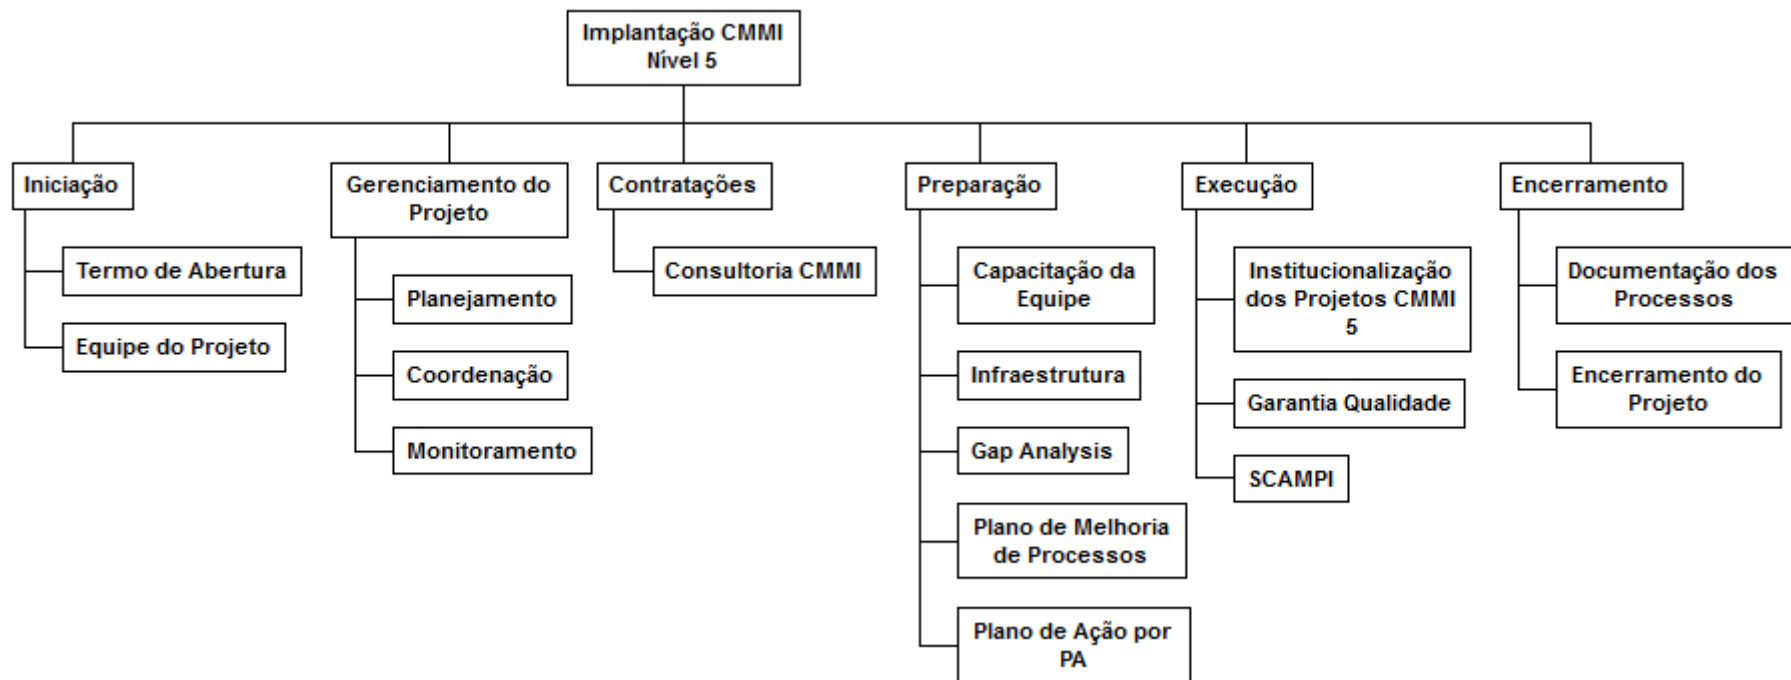 Implantação CMMI
Nível 5
Iniciação
Termo de Abertura
Equipe do Projeto
Gerenciamento do
Projeto
Planejamento
Coordenação
Monitoramento
Contratações
Consultoria CMMI
Preparação
Capacitação da
Equipe
Infraestrutura
Gap Analysis
Plano de Melhoria
de Processos
Plano de Ação por
PA
Execução
Institucionalização
dos Projetos CMMI
5
Garantia Qualidade
SCAMPI
Encerramento
Documentação dos
Processos
Encerramento do
Projeto